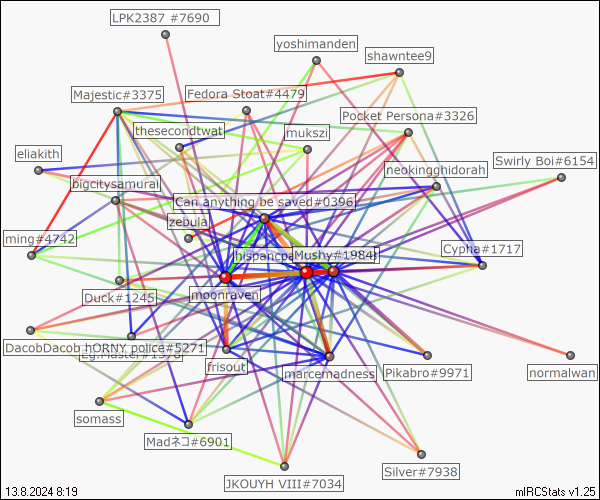 LPK2387 #7690
yoshimanden
shawntee9
Majestic#3375
Fedora Stoat#4479
Pocket Persona#3326
thesecondtwat
mukszi
eliakith
neokingghidorah
Swirly Boi#6154
bigcitysamurai
Can anything be saved#0396
zebula
ming#4742
hispancpa
Mushy#1984
Cypha#1717
Duck#1245
moonraven
DacobDacob hORNY police#5271
frisout
marcemadness
Pikabro#9971
normalwan
somass
Madネコ#6901
JKOUYH VIII#7034
Silver#7938
13.8.2024 8:19
mIRCStats v1.25